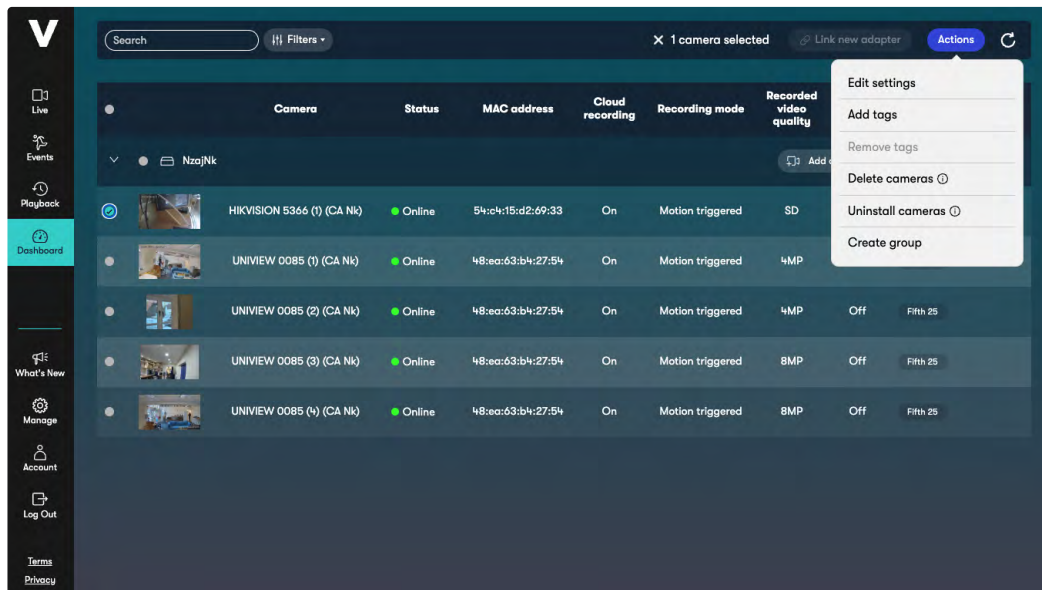 V
Search
Filters
1 camera selected
Link new adapter
Actions
Live
Events
Playback
Dashboard
What's New
Manage
Account
Log Out
Terms
Privacy
Camera
Status
MAC address
Cloud
recording
Recording mode
Recorded
video
quality
NzajNk
Add
HIKVISION 5366 (1) (CA Nk) Online 54:c4:15:d2:69:33 On Motion triggered SD
UNIVIEW 0085 (1) (CA Nk) Online 48:ea:63:b4:27:54 On Motion triggered 4MP
UNIVIEW 0085 (2) (CA Nk) Online 48:ea:63:b4:27:54 On Motion triggered 4MP Off Fifth 25
UNIVIEW 0085 (3) (CA Nk) Online 48:ea:63:b4:27:54 On Motion triggered 8MP Off Fifth 25
UNIVIEW 0085 (4) (CA Nk) Online 48:ea:63:b4:27:54 On Motion triggered 8MP Off Fifth 25
Edit settings
Add tags
Remove tags
Delete cameras
Uninstall cameras
Create group